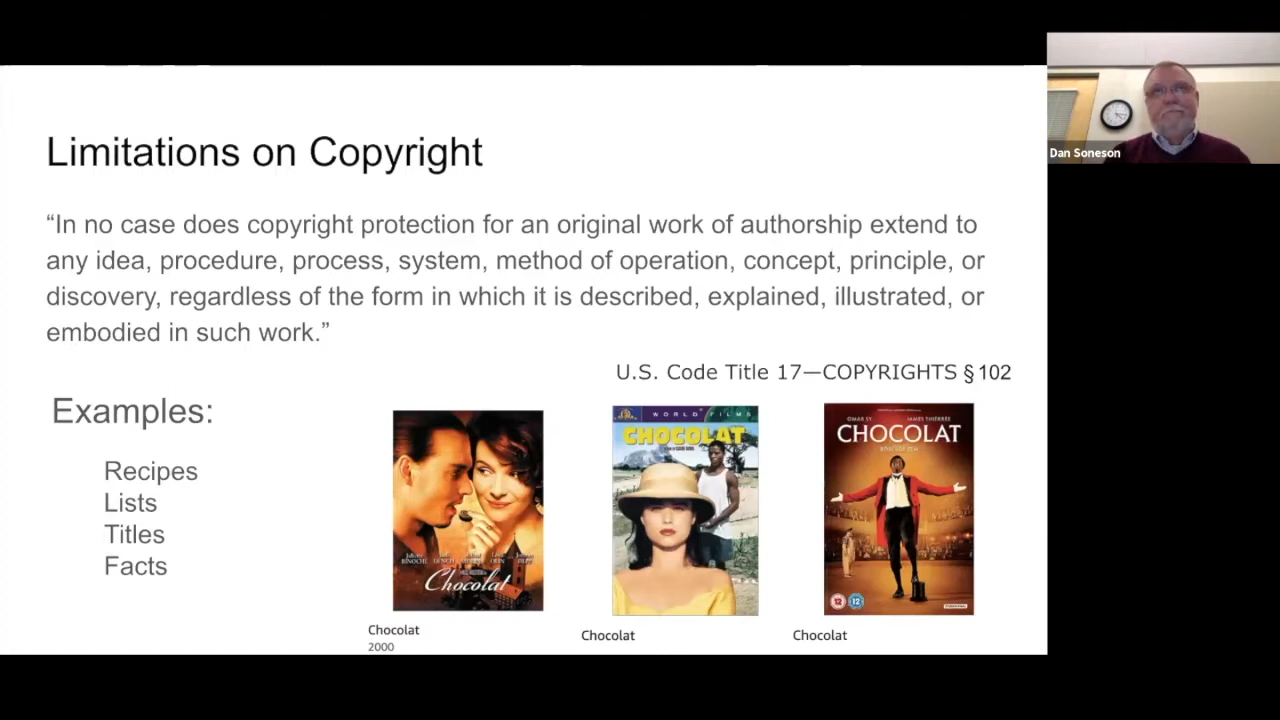 Limitations on Copyright
“In no case does copyright protection for an original work of authorship extend to
any idea, procedure, process, system, method of operation, concept, principle, or
discovery, regardless of the form in which it is described, explained, illustrated, or
embodied in such work.”
U.S. Code Title 17—COPYRIGHTS § 102
Examples:
Recipes
Lists
Titles
Facts
Chocolat
Chocolat
2000
WORLD FILMS
CHOCOLAT
Chocolat
OMAR SY JAMES THIERRÉE
CHOCOLAT
12 12
Chocolat
Dan Soneson